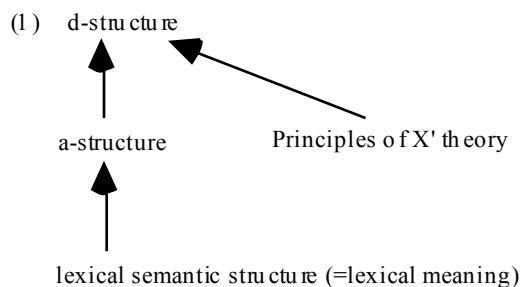 (1) d-structure
a-structure
Principles of X' theory
lexical semantic structure (=lexical meaning)